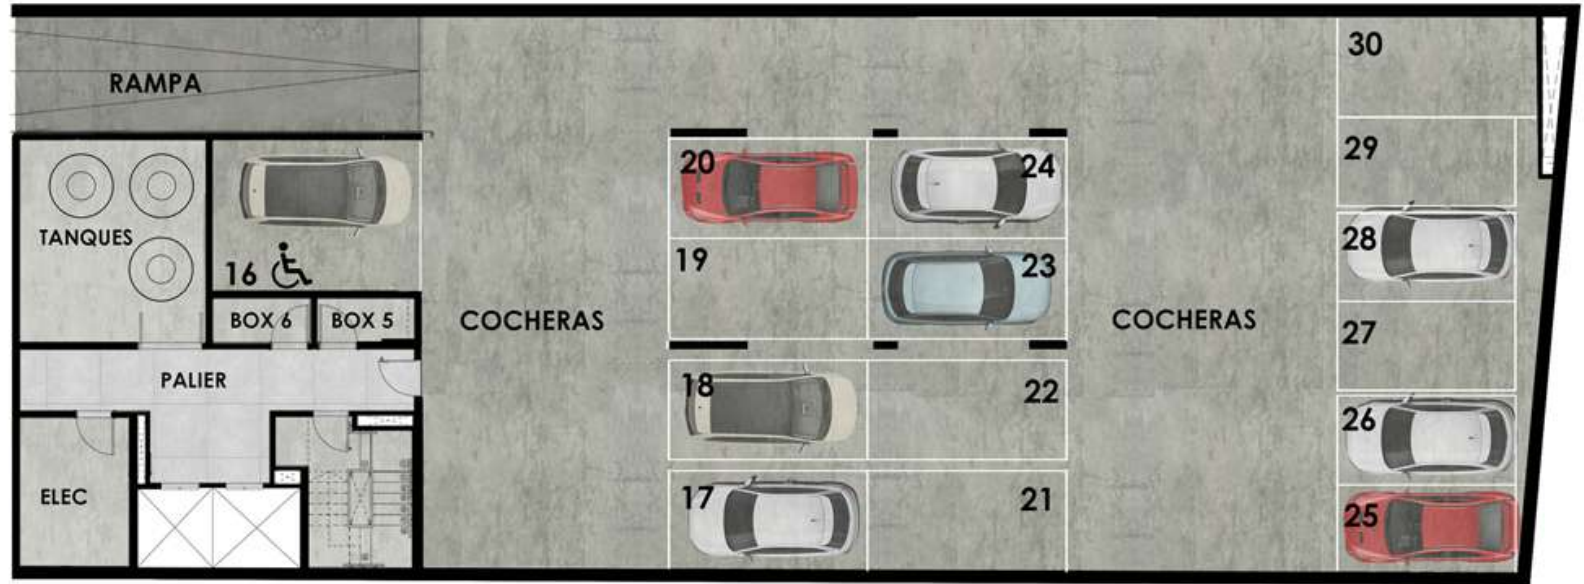 RAMPA
30
29
20
24
TANQUES
28
19
23
16
BOX 6
BOX 5
COCHERAS
COCHERAS
27
PALIER
18
22
26
ELEC
17
21
25